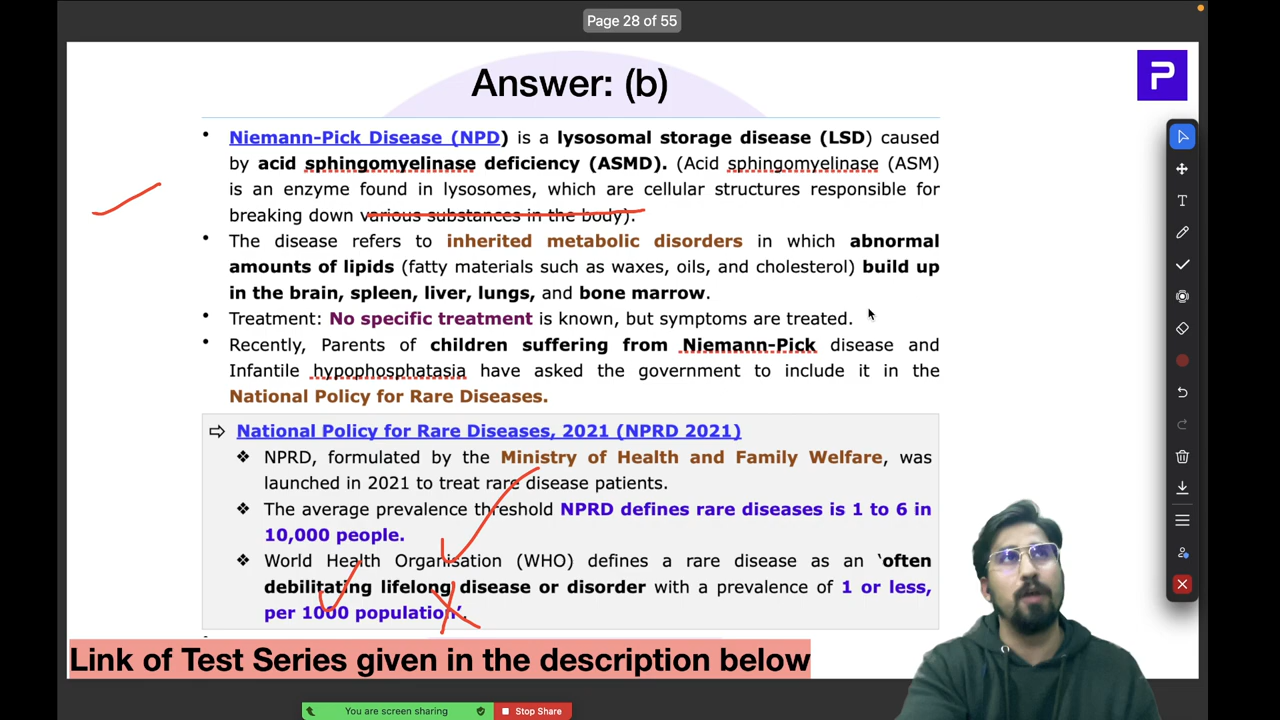 Page 28 of 55
Answer: (b)
P
• Niemann-Pick Disease (NPD) is a lysosomal storage disease (LSD) caused
by acid sphingomyelinase deficiency (ASMD). (Acid sphingomyelinase (ASM)
is an enzyme found in lysosomes, which are cellular structures responsible for
breaking down various substances in the body).
• The disease refers to inherited metabolic disorders in which abnormal
amounts of lipids (fatty materials such as waxes, oils, and cholesterol) build up
in the brain, spleen, liver, lungs, and bone marrow.
• Treatment: No specific treatment is known, but symptoms are treated.
• Recently, Parents of children suffering from Niemann-Pick disease and
Infantile hypophosphatasia have asked the government to include it in the
National Policy for Rare Diseases.
⇨ National Policy for Rare Diseases, 2021 (NPRD 2021)
❖ NPRD, formulated by the Ministry of Health and Family Welfare, was
launched in 2021 to treat rare disease patients.
❖ The average prevalence threshold NPRD defines rare diseases is 1 to 6 in
10,000 people.
❖ World Health Organisation (WHO) defines a rare disease as an ‘often
debilitating lifelong disease or disorder with a prevalence of 1 or less,
per 1000 population’.
Link of Test Series given in the description below
You are screen sharing
Stop Share